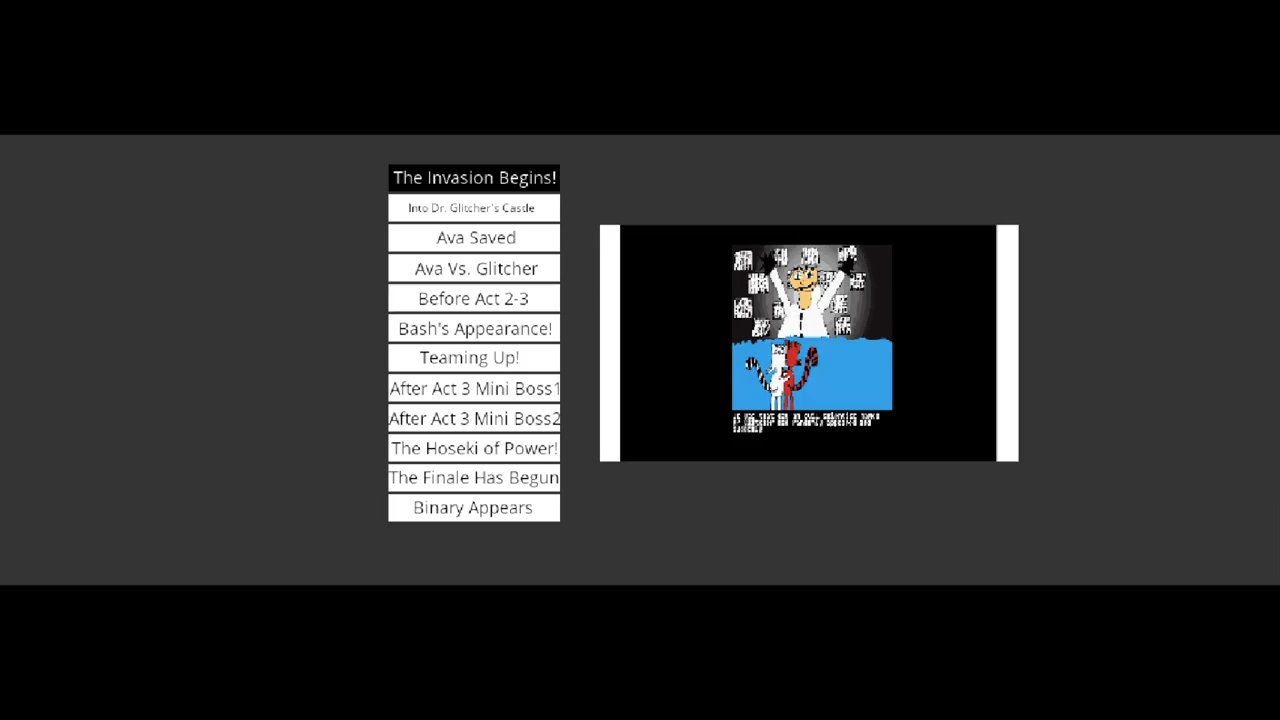 The Invasion Begins!
Into Dr. Glitcher's Castle
Ava Saved
Ava Vs. Glitcher
Before Act 2-3
Bash's Appearance!
Teaming Up!
After Act 3 Mini Boss1
After Act 3 Mini Boss2
The Hoseki of Power!
The Finale Has Begun
Binary Appears